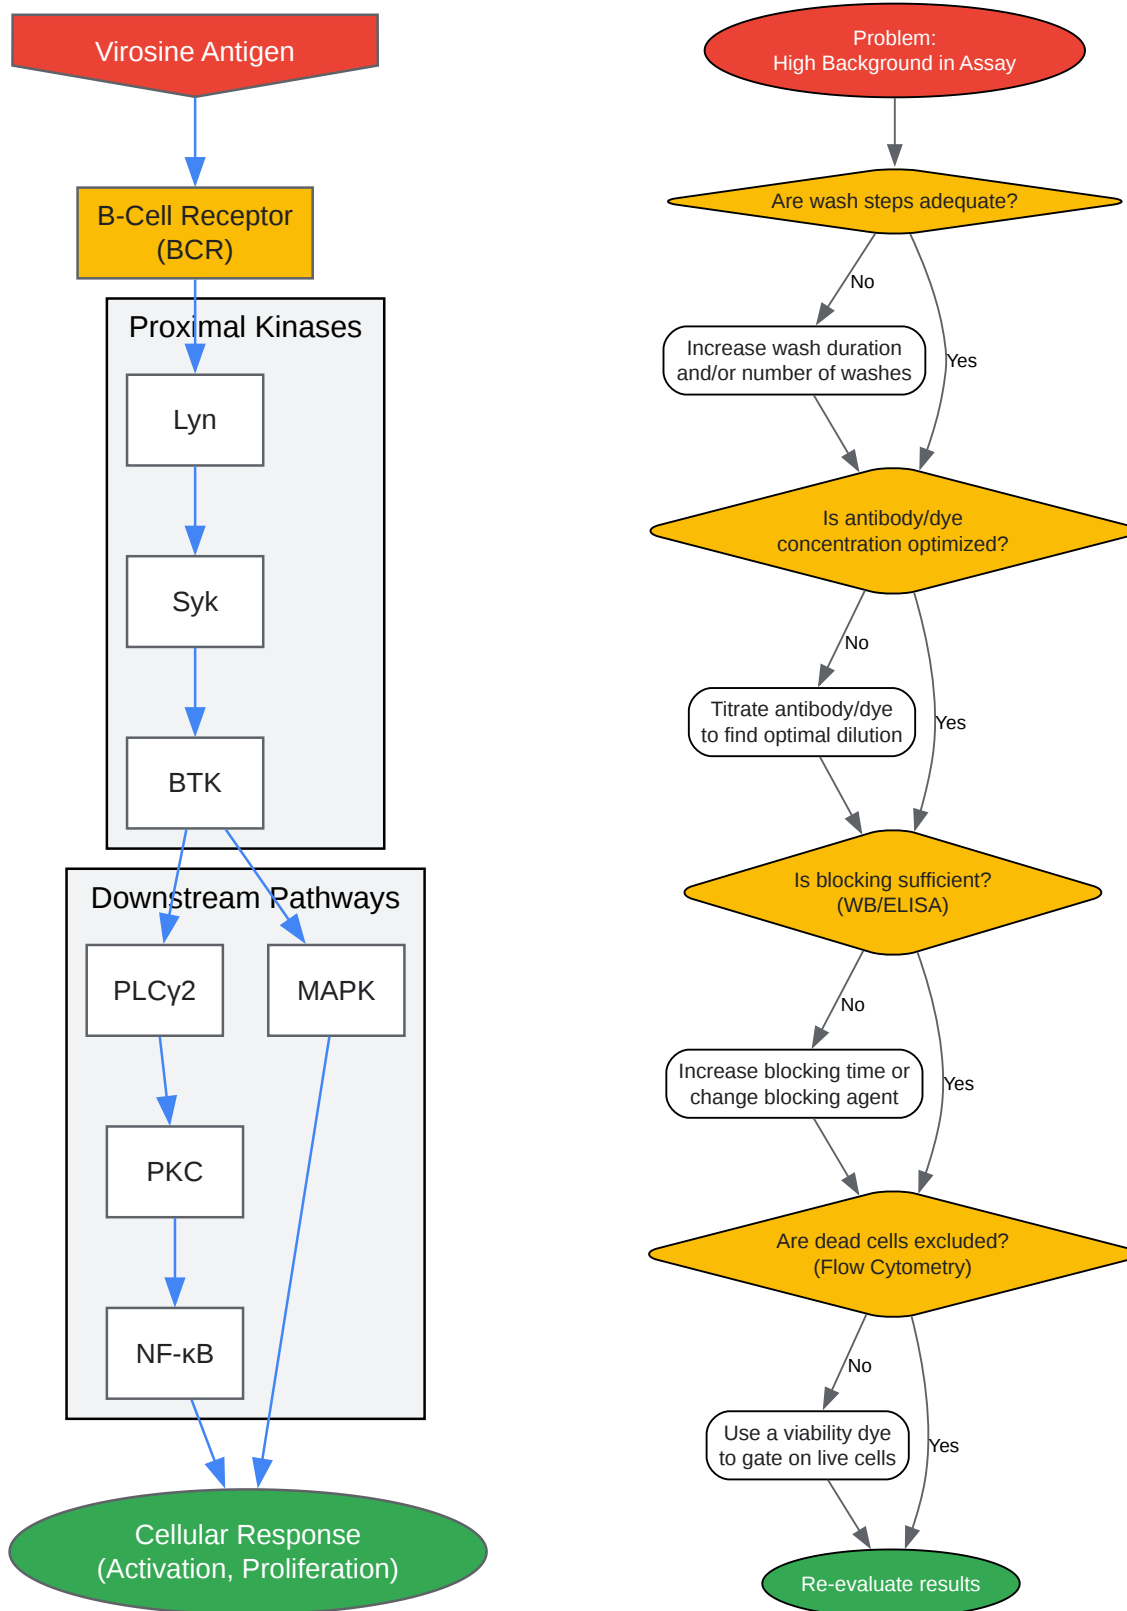 Virosine Antigen
B-Cell Receptor
(BCR)
Proximal Kinases
Lyn
Syk
BTK
Downstream Pathways
PLCγ2
MAPK
PKC
NF-κB
Cellular Response
(Activation, Proliferation)
Problem:
High Background in Assay
Are wash steps adequate?
No
Yes
Increase wash duration
and/or number of washes
Is antibody/dye
concentration optimized?
No
Yes
Titrate antibody/dye
to find optimal dilution
Is blocking sufficient?
(WB/ELISA)
No
Yes
Increase blocking time or
change blocking agent
Are dead cells excluded?
(Flow Cytometry)
No
Yes
Use a viability dye
to gate on live cells
Re-evaluate results